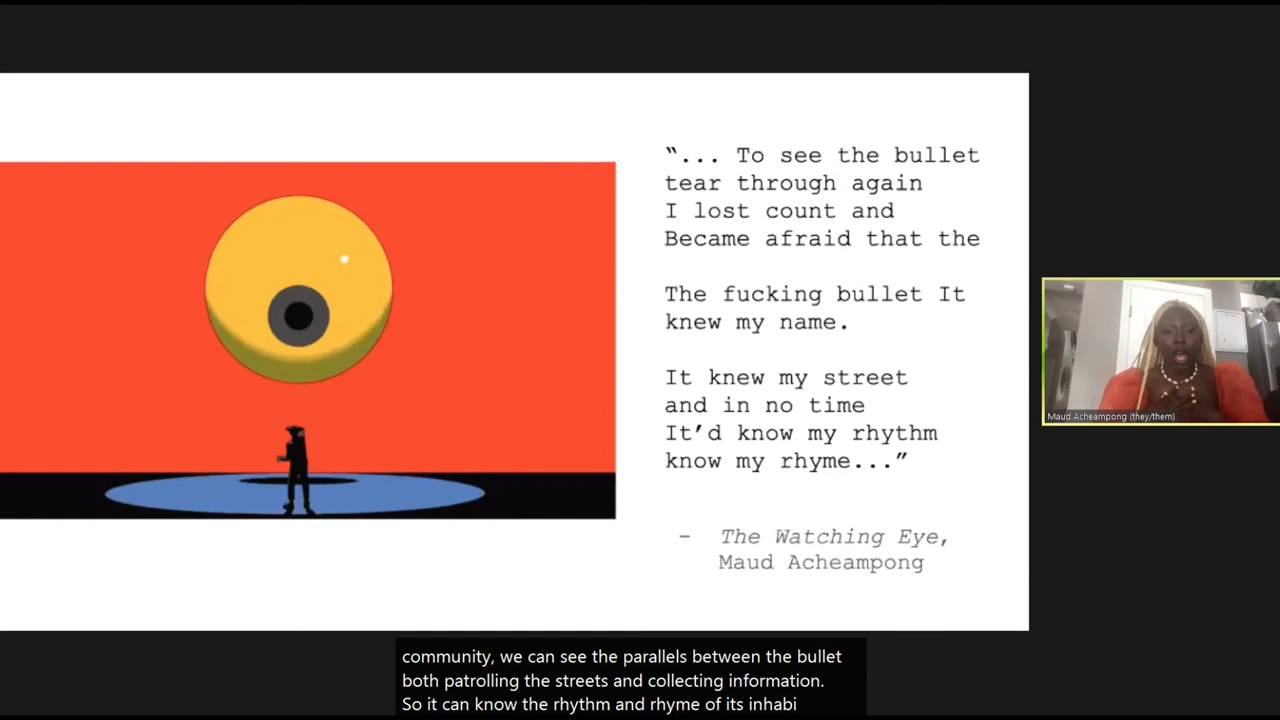 “... To see the bullet
tear through again
I lost count and
Became afraid that the
The fucking bullet It
knew my name.
It knew my street
and in no time
It’d know my rhythm
know my rhyme...”
- The Watching Eye,
Maud Acheampong
Maud Acheampong (they/them)
community, we can see the parallels between the bullet
both patrolling the streets and collecting information.
So it can know the rhythm and rhyme of its inhabi